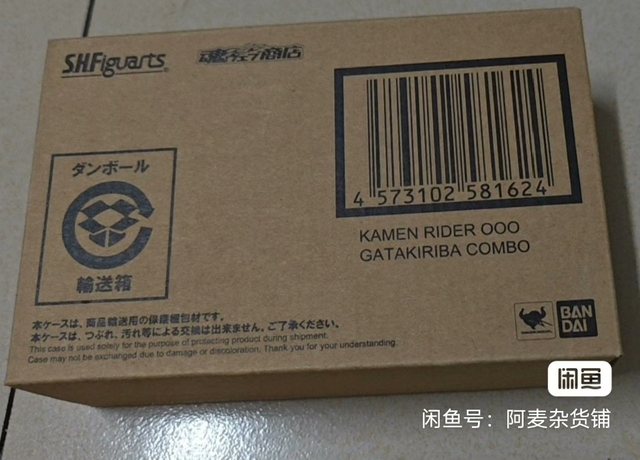 S.H.Figuarts
魂ウェブ商店
ダンボール
輸送箱
4 573102 581624
KAMEN RIDER OOO
GATAKIRIBA COMBO
本ケースは、商品輸送用の保護梱包材です。
本ケースは、つぶれ、汚れ等による交換は出来ません。ご了承ください。
This case is used solely for the purpose of protecting product during shipment.
Case may not be exchanged due to damage or discoloration. Thank you for your understanding.
BAN
DAI
闲鱼
闲鱼号：阿麦杂货铺